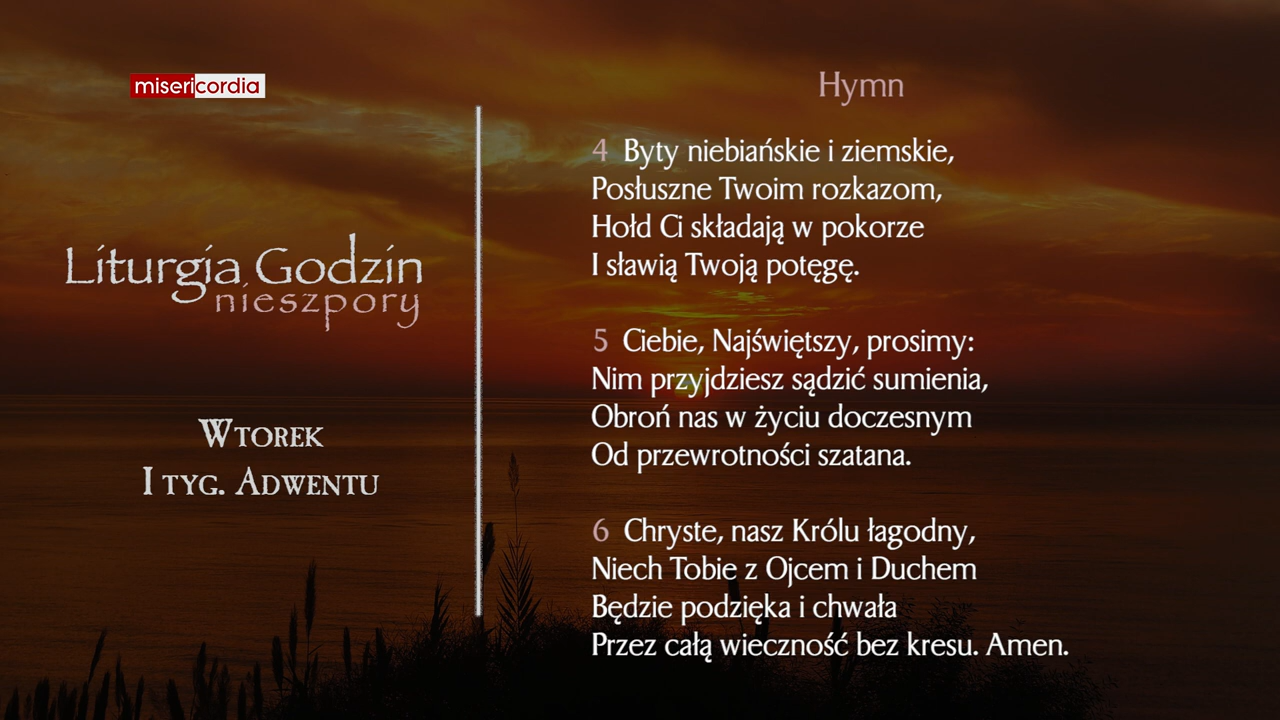 misericordia
Liturgia Godzin
nieszpory
Wtorek
I tyg. Adwentu
Hymn
4 Byty niebiańskie i ziemskie,
Posłuszne Twoim rozkazom,
Hołd Ci składają w pokorze
I sławią Twoją potęgę.
5 Ciebie, Najświętszy, prosimy:
Nim przyjdziesz sądzić sumienia,
Obroń nas w życiu doczesnym
Od przewrotności szatana.
6 Chryste, nasz Królu łagodny,
Niech Tobie z Ojcem i Duchem
Będzie podzięka i chwała
Przez całą wieczność bez kresu. Amen.